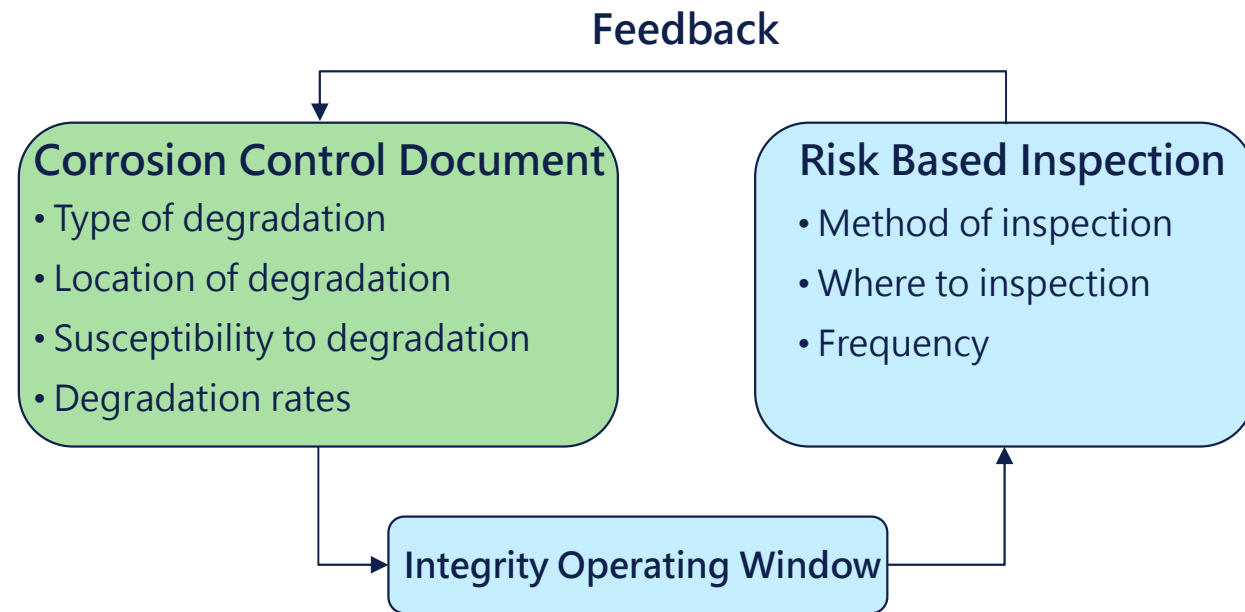 Feedback
Corrosion Control Document
• Type of degradation
• Location of degradation
• Susceptibility to degradation
• Degradation rates
Risk Based Inspection
• Method of inspection
• Where to inspection
• Frequency
Integrity Operating Window